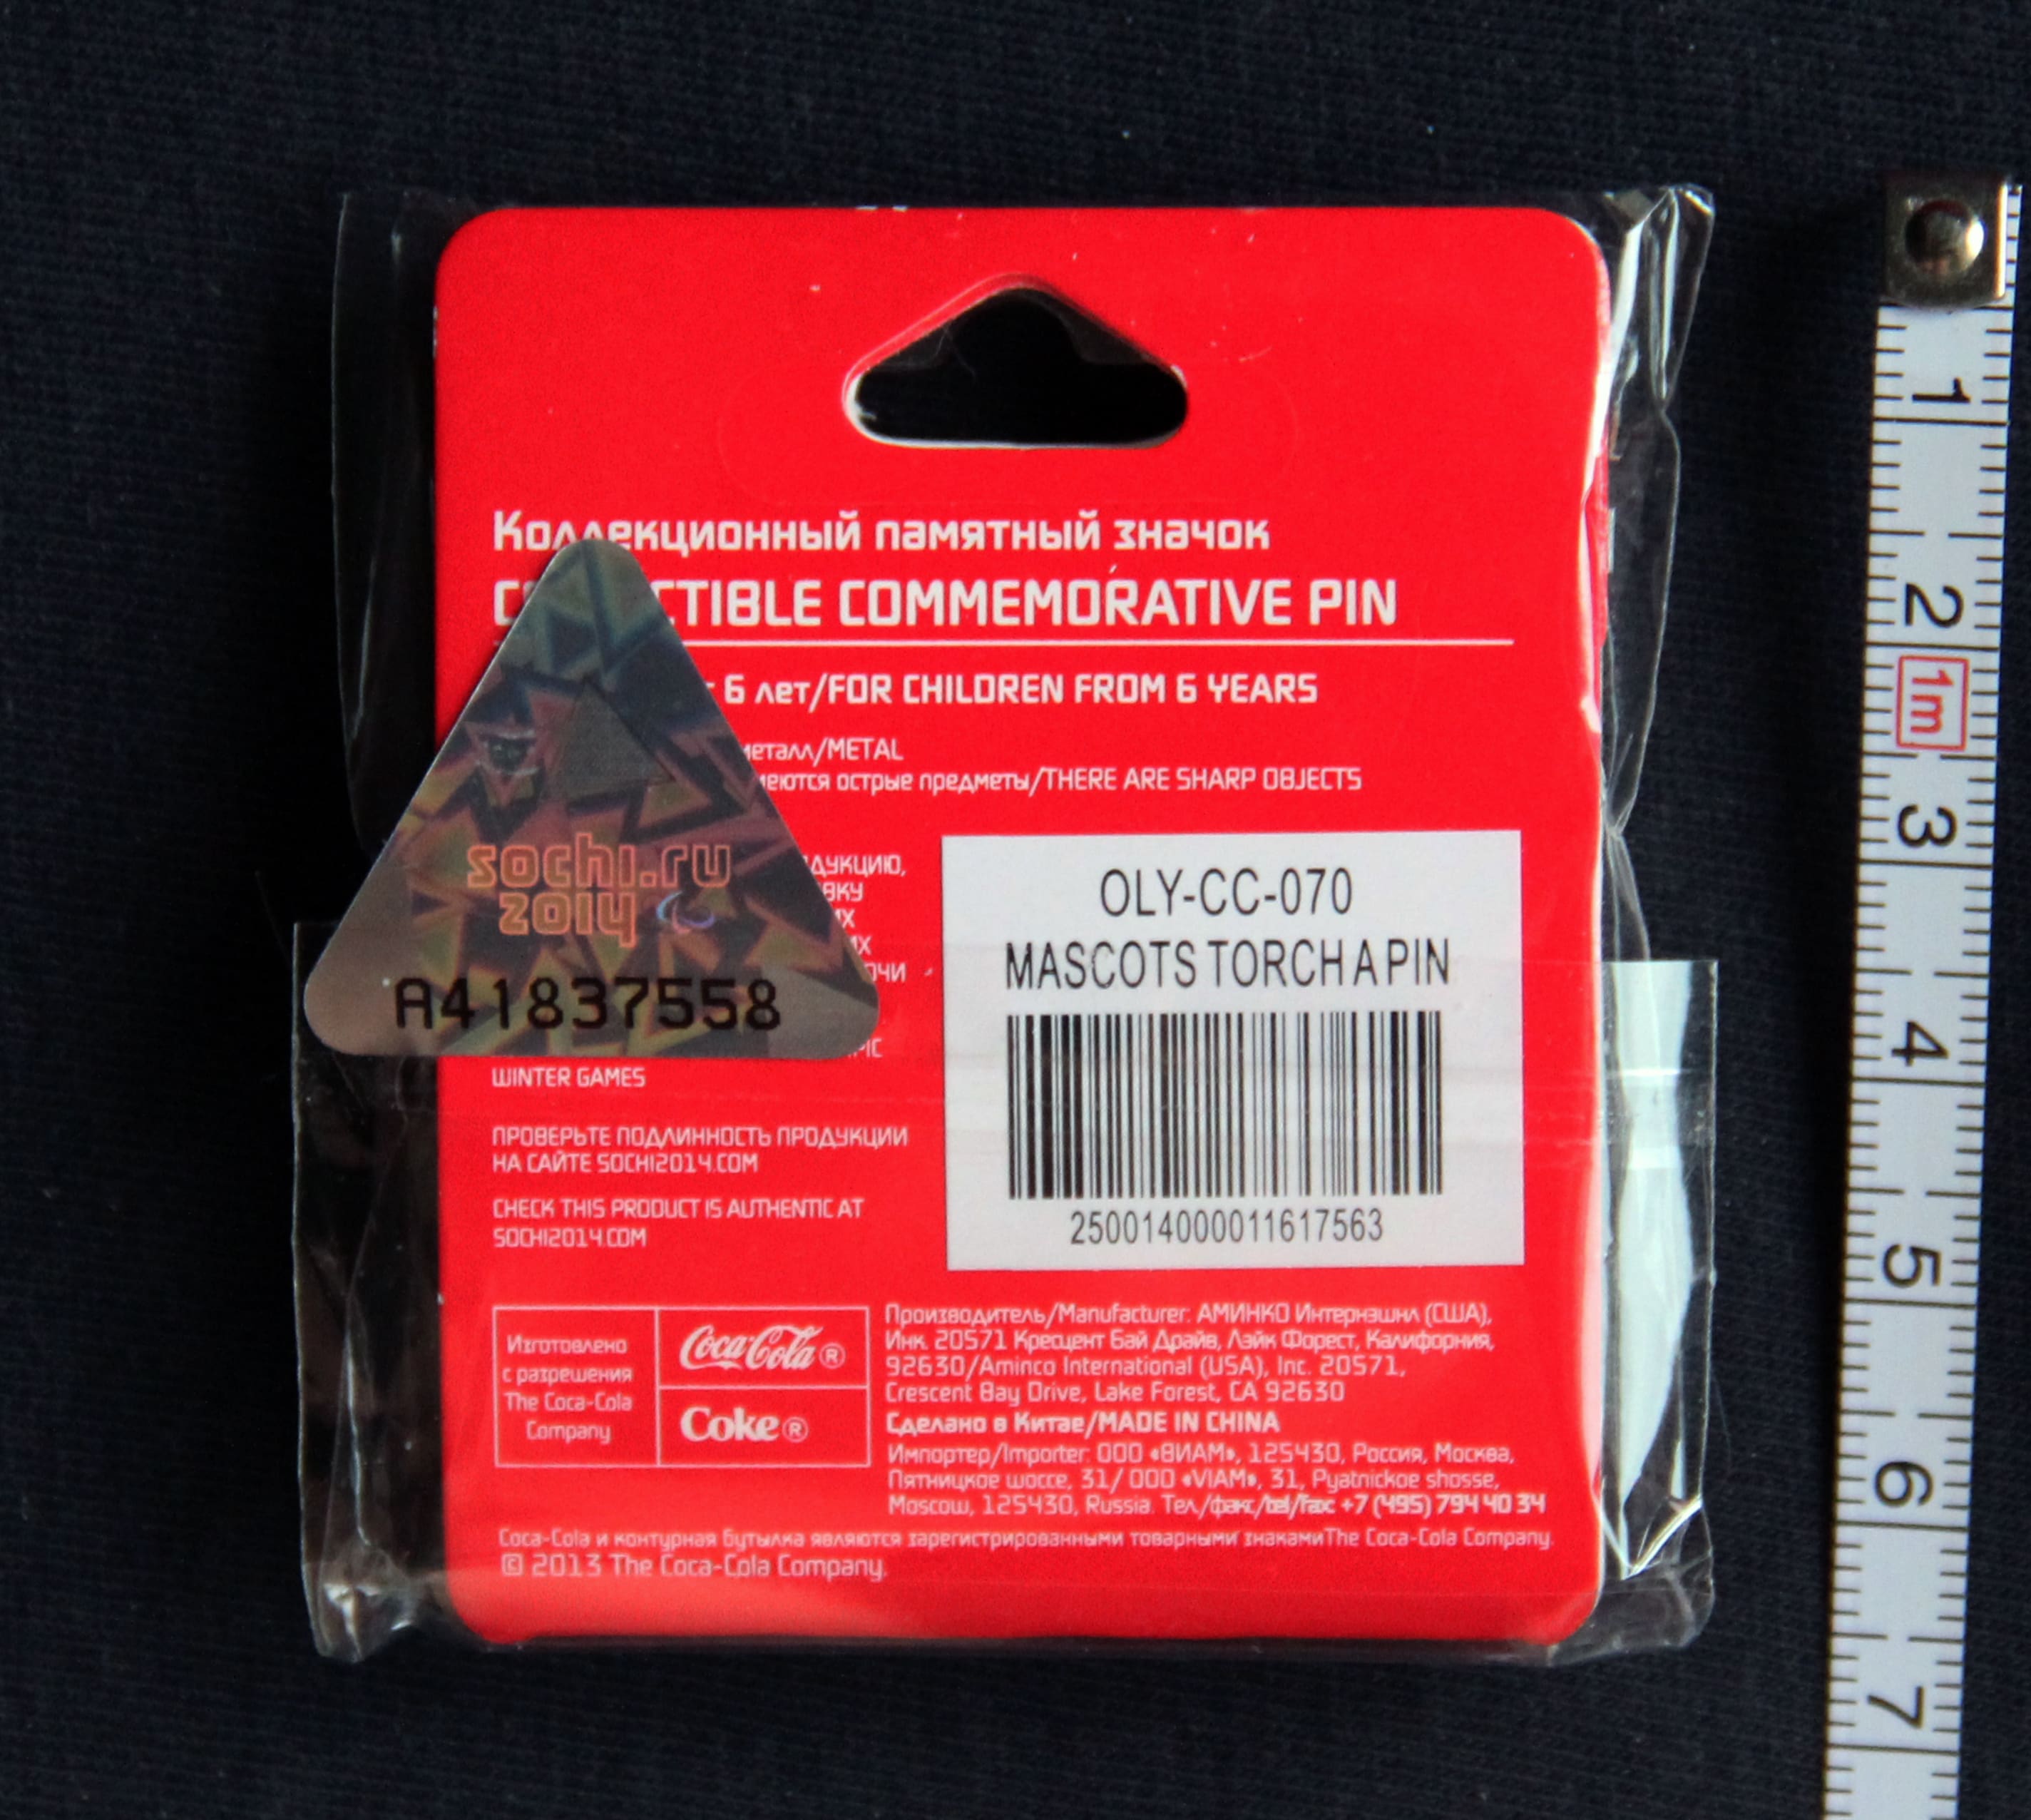 Коллекционный памятный значок
COMMEMORATIVE PIN
6 лет/FOR CHILDREN FROM 6 YEARS
/METAL
острые предметы/THERE ARE SHARP OBJECTS
sochi.ru
2014
A41837558
WINTER GAMES
ПРОВЕРЬТЕ ПОДЛИННОСТЬ ПРОДУКЦИИ
НА САЙТЕ SOCHI2014.COM
CHECK THIS PRODUCT IS AUTHENTIC AT
SOCHI2014.COM
OLY-CC-070
MASCOTS TORCH A PIN
250014000011617563
Изготовлено
с разрешения
The Coca-Cola
Company
Coca-Cola®
Coke®
Производитель/Manufacturer: АМИНКО Интернэшнл (США),
Инк. 20571 Кресцент Бай Драйв, Лэйк Форест, Калифорния,
92630/Aminco International (USA), Inc. 20571,
Crescent Bay Drive, Lake Forest, CA 92630
Сделано в Китае/MADE IN CHINA
Импортер/Importer: ООО «ВИАМ», 125430, Россия, Москва,
Пятницкое шоссе, 31/ ООО «VIAM», 31, Pyatnickoe shosse,
Moscow, 125430, Russia. Тел./факс/tel/fax: +7 (495) 794 40 34
Coca-Cola и контурная бутылка являются зарегистрированными товарными знакамиThe Coca-Cola Company.
© 2013 The Coca-Cola Company.
1
2
1m
3
4
5
6
7